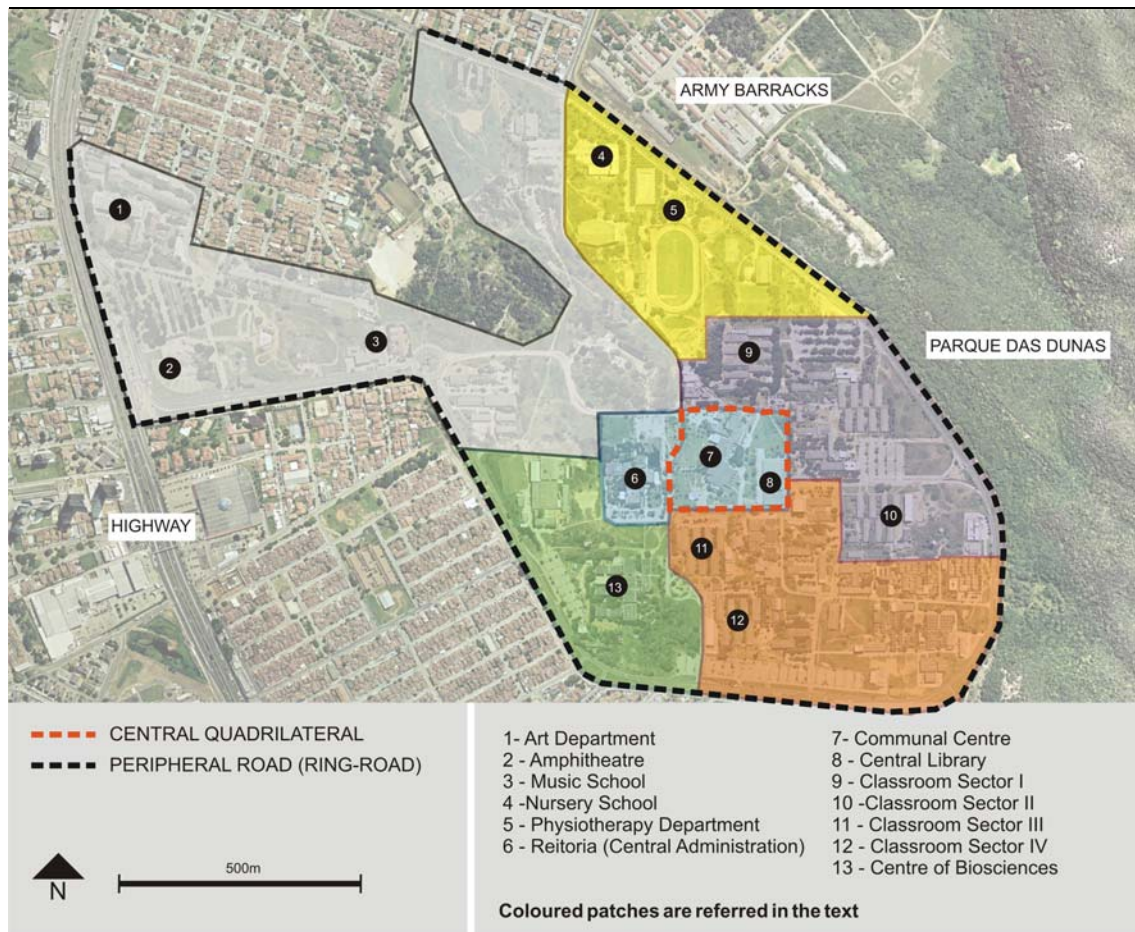 ARMY BARRACKS
4
5
1
PARQUE DAS DUNAS
3
9
2
7
6
8
HIGHWAY
10
11
13
12
CENTRAL QUADRILATERAL
PERIPHERAL ROAD (RING-ROAD)
N
500m
1- Art Department
2 - Amphitheatre
3 - Music School
4 -Nursery School
5 - Physiotherapy Department
6 - Reitoria (Central Administration)
7- Communal Centre
8 - Central Library
9 - Classroom Sector I
10 -Classroom Sector II
11 - Classroom Sector III
12 - Classroom Sector IV
13 - Centre of Biosciences
Coloured patches are referred in the text